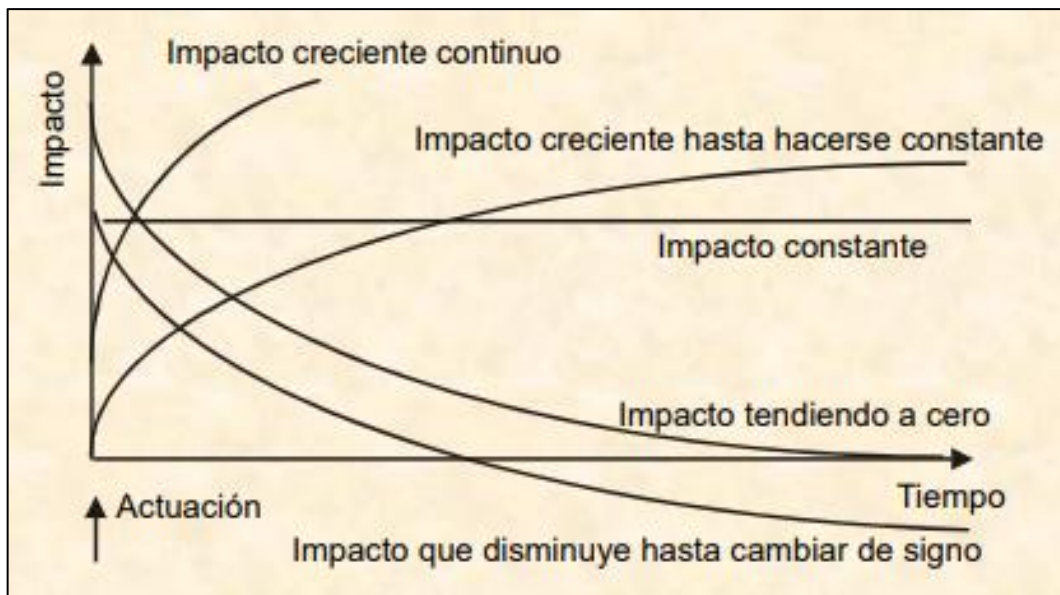 Impacto creciente continuo
Impacto
Impacto creciente hasta hacerse constante
Impacto constante
Impacto tendiendo a cero
Tiempo
Actuación
Impacto que disminuye hasta cambiar de signo